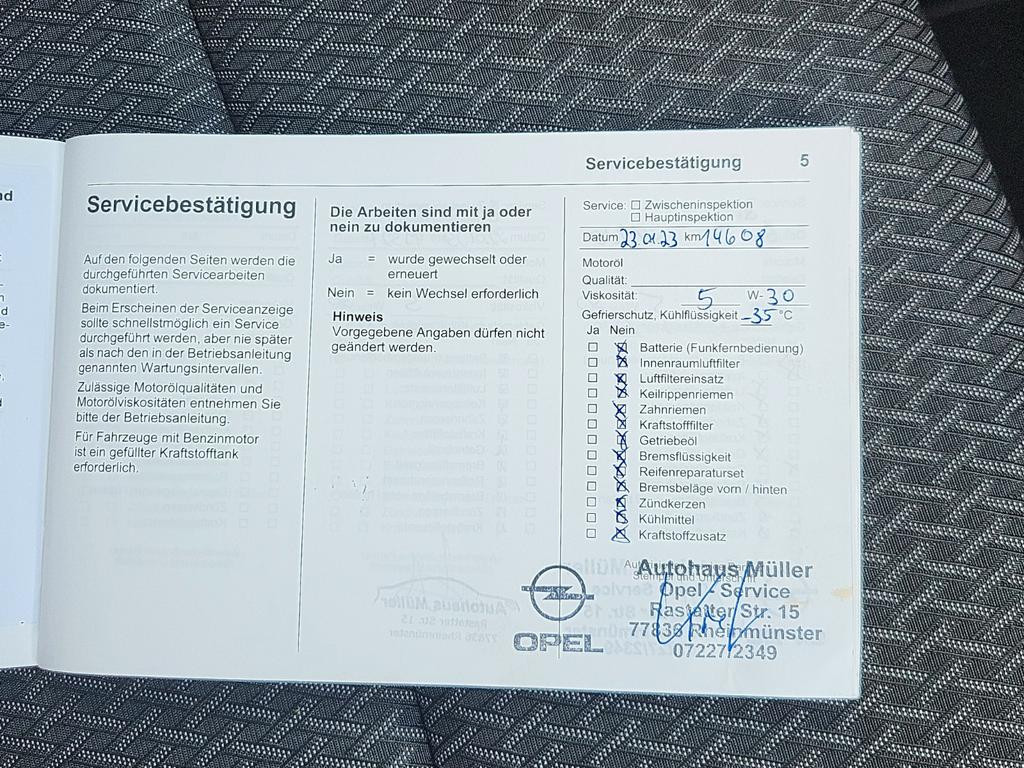 Servicebestätigung 5
Servicebestätigung
Auf den folgenden Seiten werden die
durchgeführten Servicearbeiten
dokumentiert.
Beim Erscheinen der Serviceanzeige
sollte schnellstmöglich ein Service
durchgeführt werden, aber nie später
als nach den in der Betriebsanleitung
genannten Wartungsintervallen.
Zulässige Motorölqualitäten und
Motorölviskositäten entnehmen Sie
bitte der Betriebsanleitung.
Für Fahrzeuge mit Benzinmotor
ist ein gefüllter Kraftstofftank
erforderlich.
Die Arbeiten sind mit ja oder
nein zu dokumentieren
Ja = wurde gewechselt oder
erneuert
Nein = kein Wechsel erforderlich
Hinweis
Vorgegebene Angaben dürfen nicht
geändert werden.
Service: ☐ Zwischeninspektion
☐ Hauptinspektion
Datum 23.01.23 km 14608
Motoröl
Qualität:
Viskosität: 5 W- 30
Gefrierschutz, Kühlflüssigkeit -35 °C
Ja Nein
☐ ☒ Batterie (Funkfernbedienung)
☐ ☒ Innenraumluftfilter
☐ ☒ Luftfiltereinsatz
☐ ☒ Keilrippenriemen
☐ ☒ Zahnriemen
☐ ☒ Kraftstofffilter
☐ ☒ Getriebeöl
☐ ☒ Bremsflüssigkeit
☐ ☒ Reifenreparaturset
☐ ☒ Bremsbeläge vorn / hinten
☐ ☒ Zündkerzen
☐ ☒ Kühlmittel
☐ ☒ Kraftstoffzusatz
Stempel und Unterschrift
OPEL
Autohaus Müller
Opel - Service
Rastatter Str. 15
77836 Rheinmünster
07227/2349